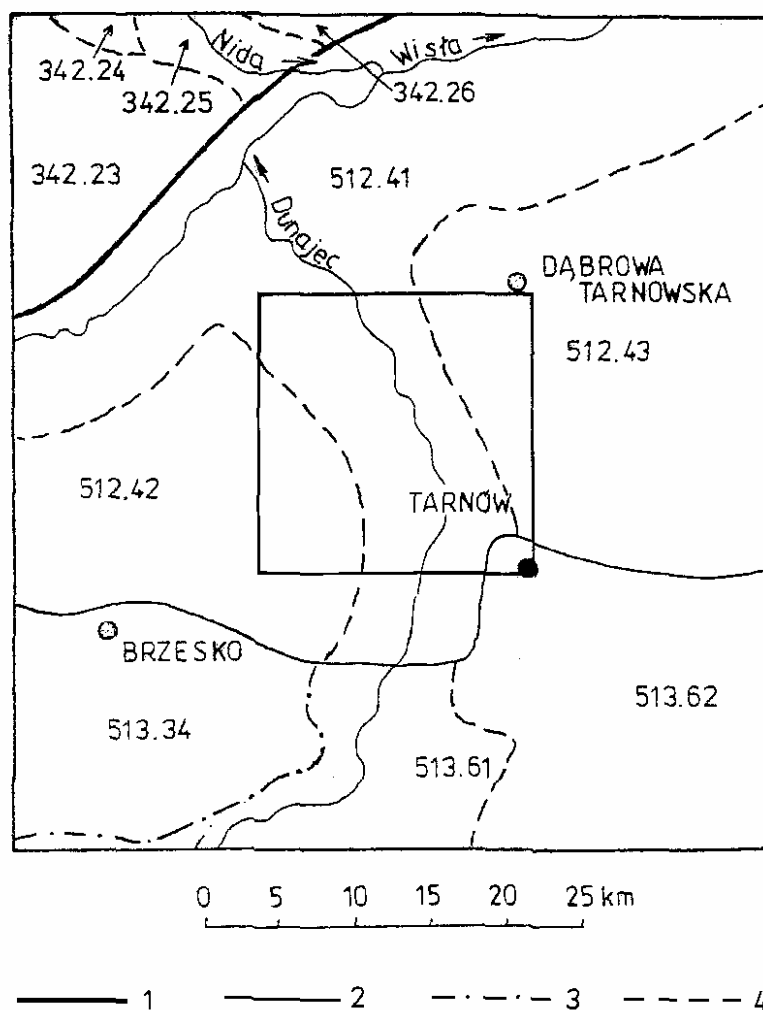 Nida
Wisła
342.24
342.25
342.26
342.23
512.41
Dunajec
DĄBROWA
TARNOWSKA
512.43
512.42
TARNÓW
BRZESKO
513.62
513.34
513.61
0 5 10 15 20 25 km
1 2 3 4